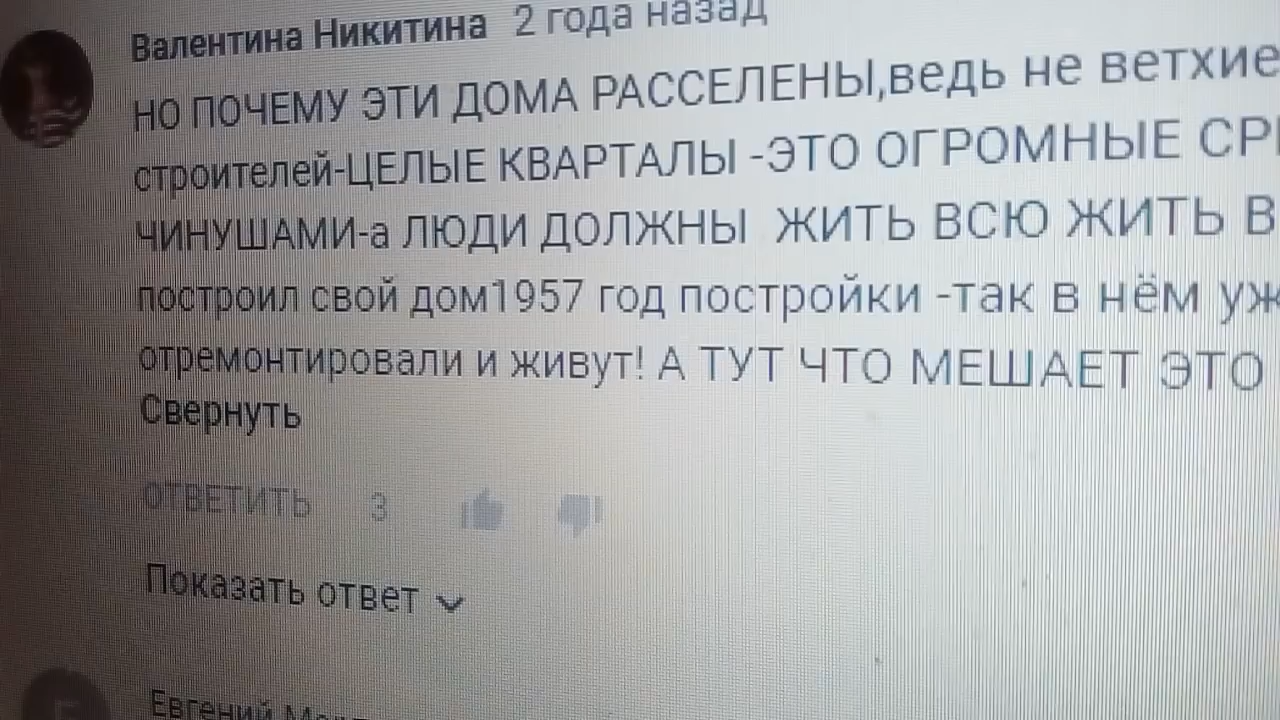 Валентина Никитина 2 года назад
НО ПОЧЕМУ ЭТИ ДОМА РАССЕЛЕНЫ,ведь не ветхие
строителей-ЦЕЛЫЕ КВАРТАЛЫ -ЭТО ОГРОМНЫЕ
ЧИНУШАМИ-а ЛЮДИ ДОЛЖНЫ ЖИТЬ ВСЮ ЖИТЬ В
построил свой дом1957 год постройки -так в нём
отремонтировали и живут! А ТУТ ЧТО МЕШАЕТ ЭТО
Свернуть
ОТВЕТИТЬ 3
Показать ответ
Евгений